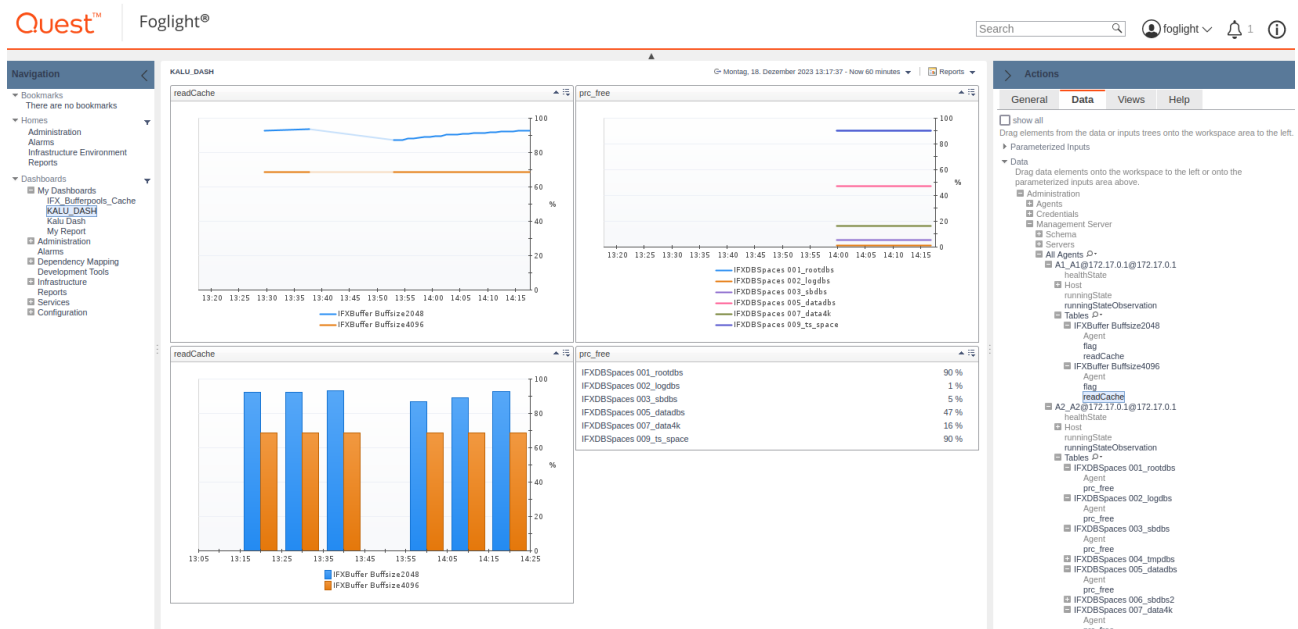 Quest™
Foglight®
Search
foglight
1
Navigation
Bookmarks
There are no bookmarks
Homes
Administration
Alarms
Infrastructure Environment
Reports
Dashboards
My Dashboards
IFX_Bufferpools_Cache
KALU_DASH
Kalu Dash
My Report
Administration
Alarms
Dependency Mapping
Development Tools
Infrastructure
Reports
Services
Configuration
KALU_DASH
Montag, 18. Dezember 2023 13:17:37 - Now 60 minutes
Reports
readCache
100
80
60
%
40
20
0
13:20 13:25 13:30 13:35 13:40 13:45 13:50 13:55 14:00 14:05 14:10 14:15
IFXBuffer Buffsize2048
IFXBuffer Buffsize4096
prc_free
100
80
60
%
40
20
0
13:20 13:25 13:30 13:35 13:40 13:45 13:50 13:55 14:00 14:05 14:10 14:15
IFXDBSpaces 001_rootdbs
IFXDBSpaces 002_logdbs
IFXDBSpaces 003_sbdbs
IFXDBSpaces 005_datadbs
IFXDBSpaces 007_data4k
IFXDBSpaces 009_ts_space
readCache
100
80
60
%
40
20
0
13:05 13:15 13:25 13:35 13:45 13:55 14:05 14:15 14:25
IFXBuffer Buffsize2048
IFXBuffer Buffsize4096
prc_free
IFXDBSpaces 001_rootdbs 90 %
IFXDBSpaces 002_logdbs 1 %
IFXDBSpaces 003_sbdbs 5 %
IFXDBSpaces 005_datadbs 47 %
IFXDBSpaces 007_data4k 16 %
IFXDBSpaces 009_ts_space 90 %
Actions
General Data Views Help
show all
Drag elements from the data or inputs trees onto the workspace area to the left.
Parameterized Inputs
Data
Drag data elements onto the workspace to the left or onto the
parameterized inputs area above.
Administration
Agents
Credentials
Management Server
Schema
Servers
All Agents
A1_A1@172.17.0.1@172.17.0.1
healthState
Host
runningState
runningStateObservation
Tables
IFXBuffer Buffsize2048
Agent
flag
readCache
IFXBuffer Buffsize4096
Agent
flag
readCache
A2_A2@172.17.0.1@172.17.0.1
healthState
Host
runningState
runningStateObservation
Tables
IFXDBSpaces 001_rootdbs
Agent
prc_free
IFXDBSpaces 002_logdbs
Agent
prc_free
IFXDBSpaces 003_sbdbs
Agent
prc_free
IFXDBSpaces 004_tmpdbs
IFXDBSpaces 005_datadbs
Agent
prc_free
IFXDBSpaces 006_sbdbs2
IFXDBSpaces 007_data4k
Agent